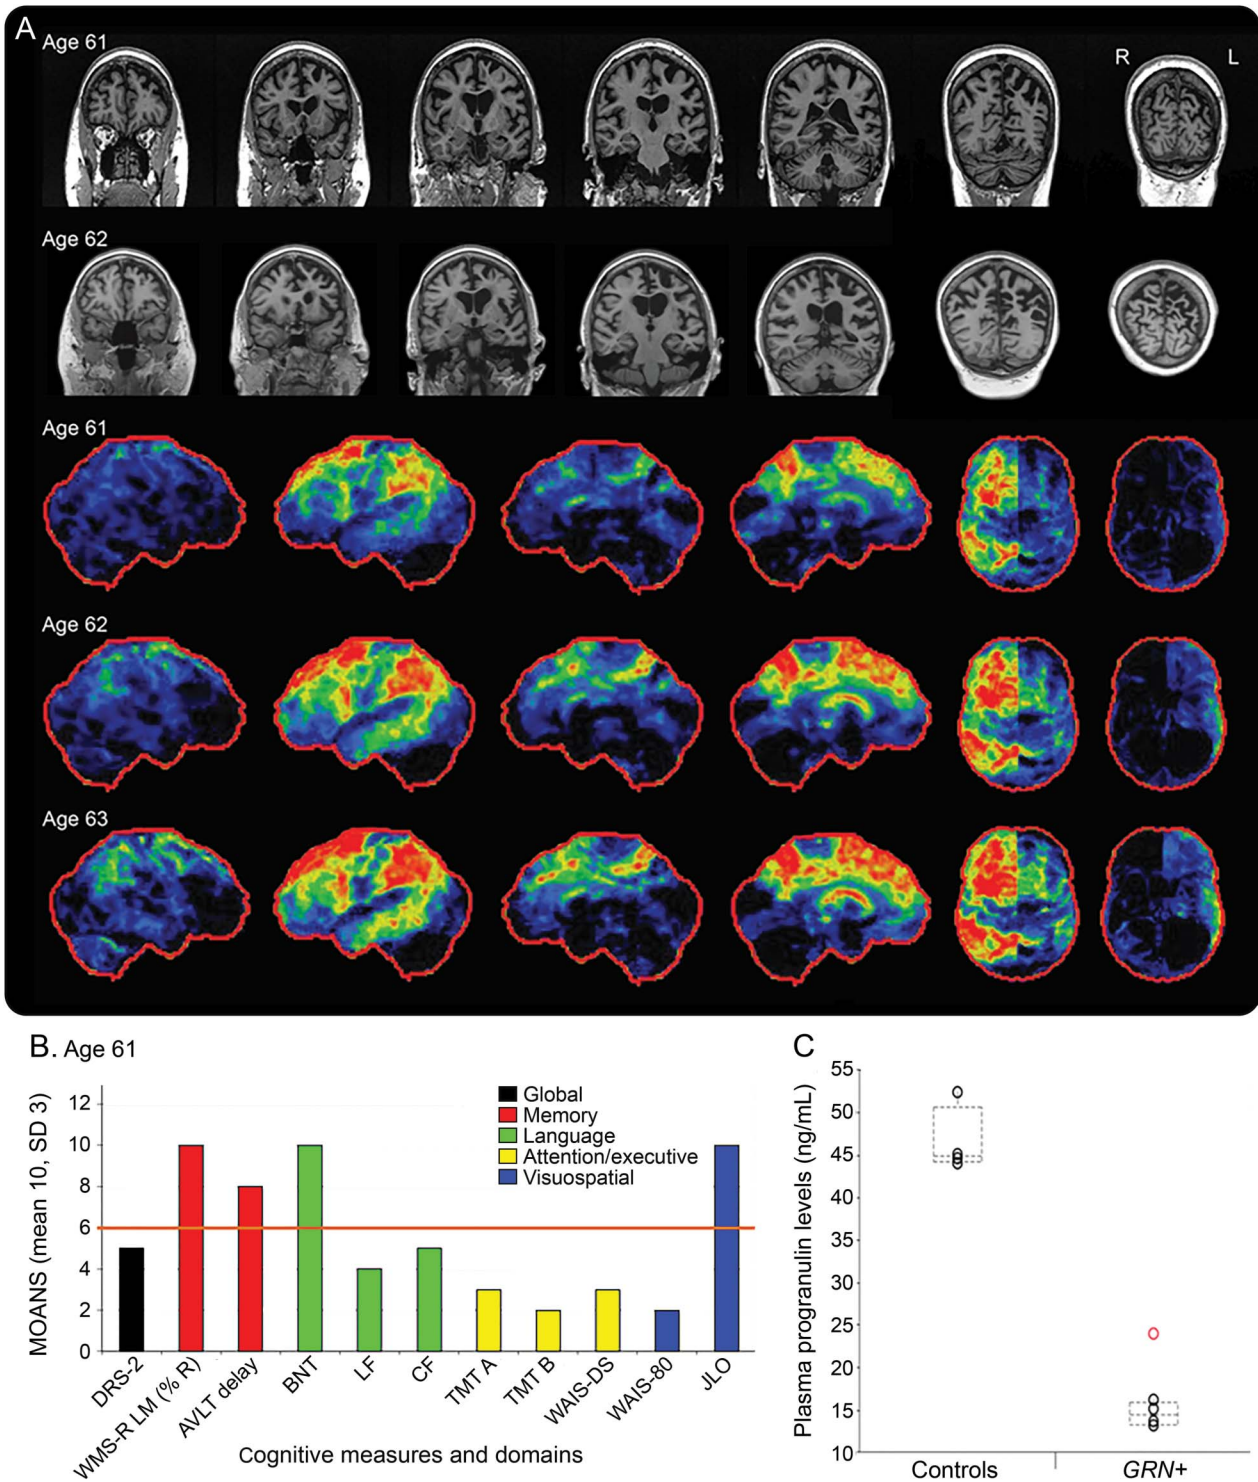 A
Age 61
R L
Age 62
Age 61
Age 62
Age 63
B. Age 61
MOANS (mean 10, SD 3)
12
10
8
6
4
2
0
Global
Memory
Language
Attention/executive
Visuospatial
DRS-2
WMS-R LM (% R)
AVLT delay
BNT
LF
CF
TMT A
TMT B
WAIS-DS
WAIS-80
JLO
Cognitive measures and domains
C
Plasma progranulin levels (ng/mL)
55
50
45
40
35
30
25
20
15
10
Controls
GRN+